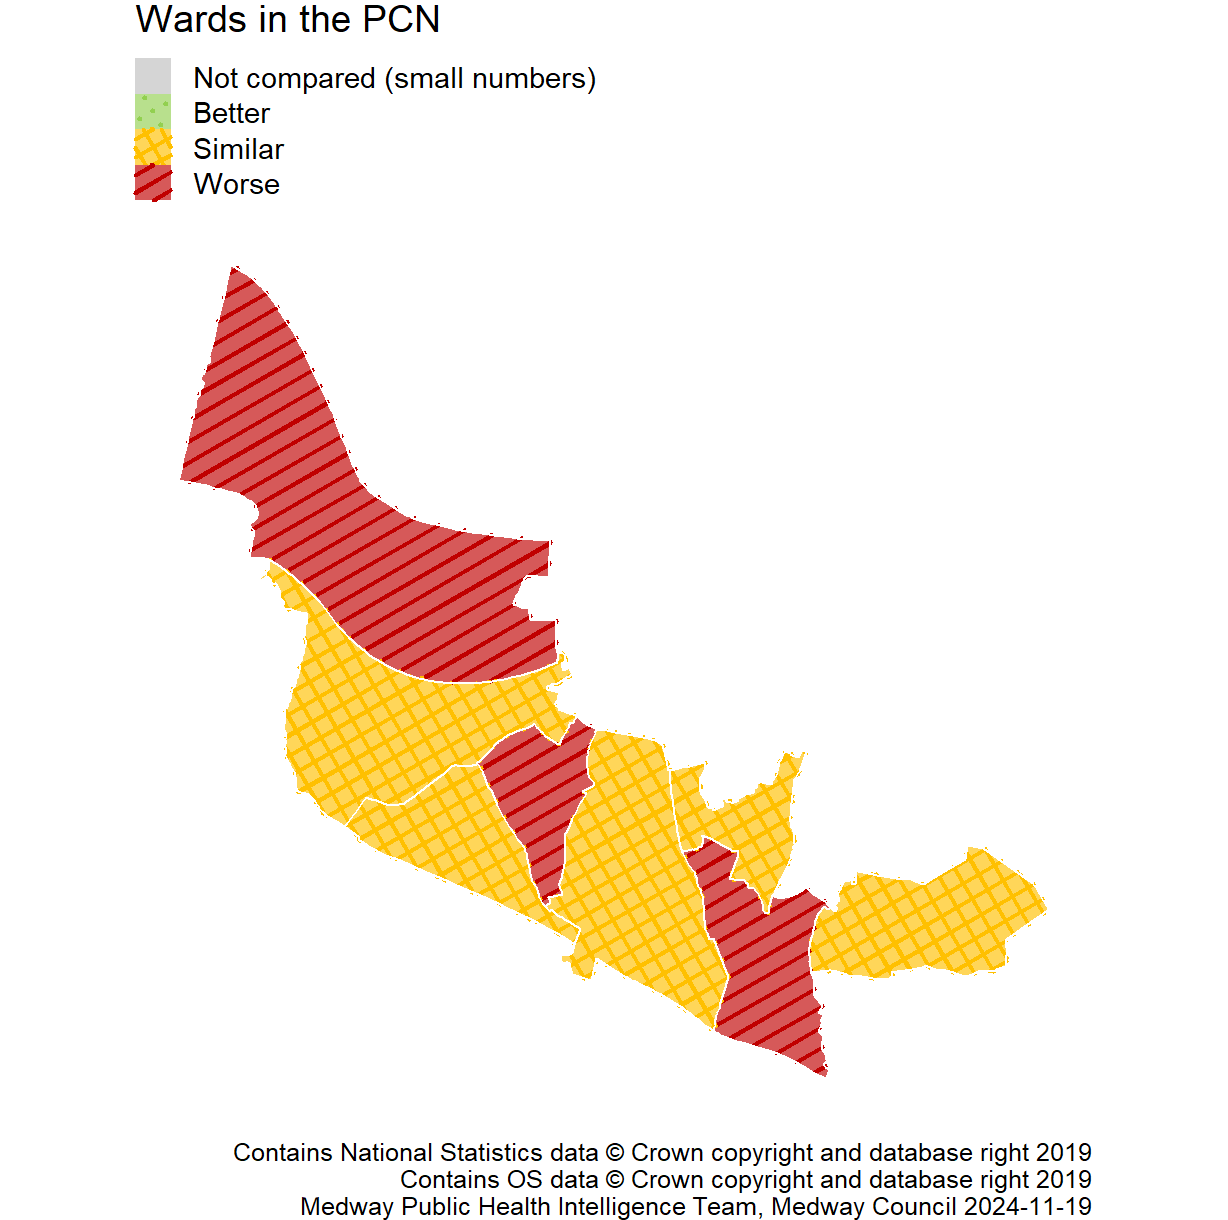 Wards in the PCN
Not compared (small numbers)
Better
Similar
Worse
Contains National Statistics data © Crown copyright and database right 2019
Contains OS data © Crown copyright and database right 2019
Medway Public Health Intelligence Team, Medway Council 2024-11-19